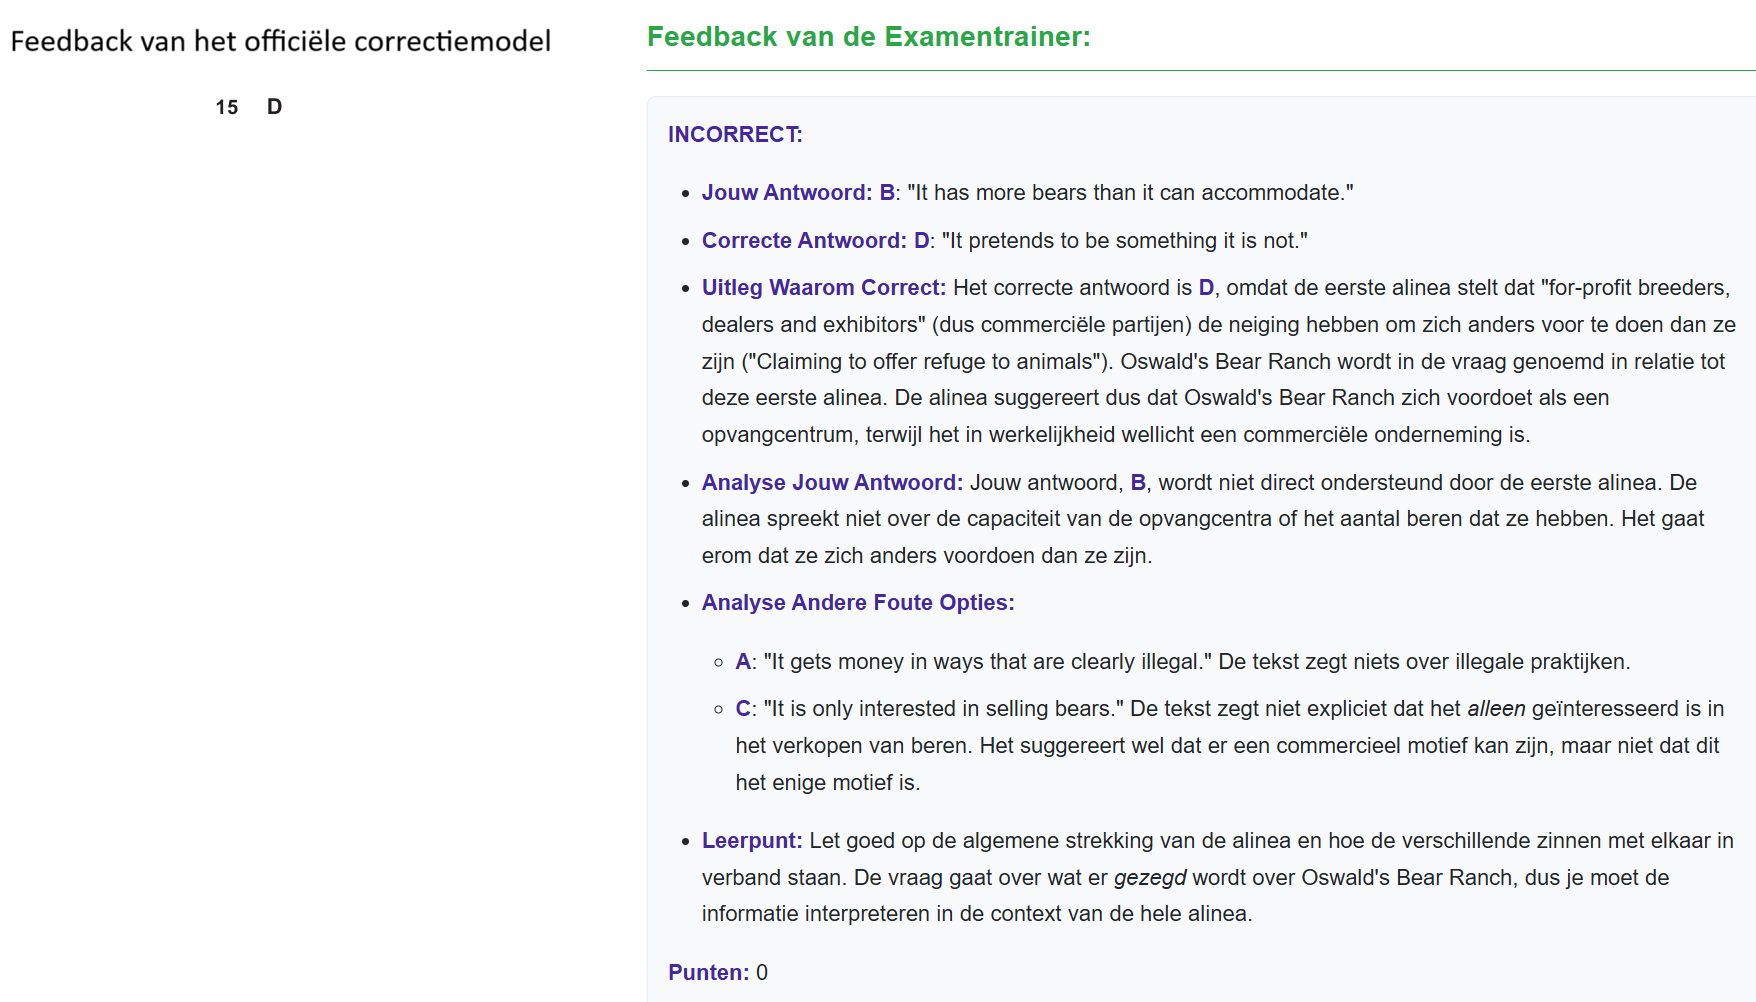 Feedback van het officiële correctiemodel
15 D
Feedback van de Examentrainer:
INCORRECT:
• Jouw Antwoord: B: "It has more bears than it can accommodate."
• Correcte Antwoord: D: "It pretends to be something it is not."
• Uitleg Waarom Correct: Het correcte antwoord is D, omdat de eerste alinea stelt dat "for-profit breeders,
dealers and exhibitors" (dus commerciële partijen) de neiging hebben om zich anders voor te doen dan ze
zijn ("Claiming to offer refuge to animals"). Oswald's Bear Ranch wordt in de vraag genoemd in relatie tot
deze eerste alinea. De alinea suggereert dus dat Oswald's Bear Ranch zich voordoet als een
opvangcentrum, terwijl het in werkelijkheid wellicht een commerciële onderneming is.
• Analyse Jouw Antwoord: Jouw antwoord, B, wordt niet direct ondersteund door de eerste alinea. De
alinea spreekt niet over de capaciteit van de opvangcentra of het aantal beren dat ze hebben. Het gaat
erom dat ze zich anders voordoen dan ze zijn.
• Analyse Andere Foute Opties:
◦ A: "It gets money in ways that are clearly illegal." De tekst zegt niets over illegale praktijken.
◦ C: "It is only interested in selling bears." De tekst zegt niet expliciet dat het alleen geïnteresseerd is in
het verkopen van beren. Het suggereert wel dat er een commercieel motief kan zijn, maar niet dat dit
het enige motief is.
• Leerpunt: Let goed op de algemene strekking van de alinea en hoe de verschillende zinnen met elkaar in
verband staan. De vraag gaat over wat er gezegd wordt over Oswald's Bear Ranch, dus je moet de
informatie interpreteren in de context van de hele alinea.
Punten: 0